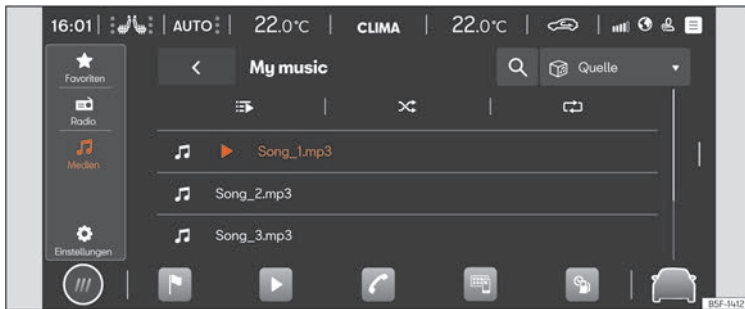 16:01 AUTO 22.0°C CLIMA 22.0°C
Favoriten
Radio
Medien
Einstellungen
My music
Quelle
Song_1.mp3
Song_2.mp3
Song_3.mp3
B5F-1412